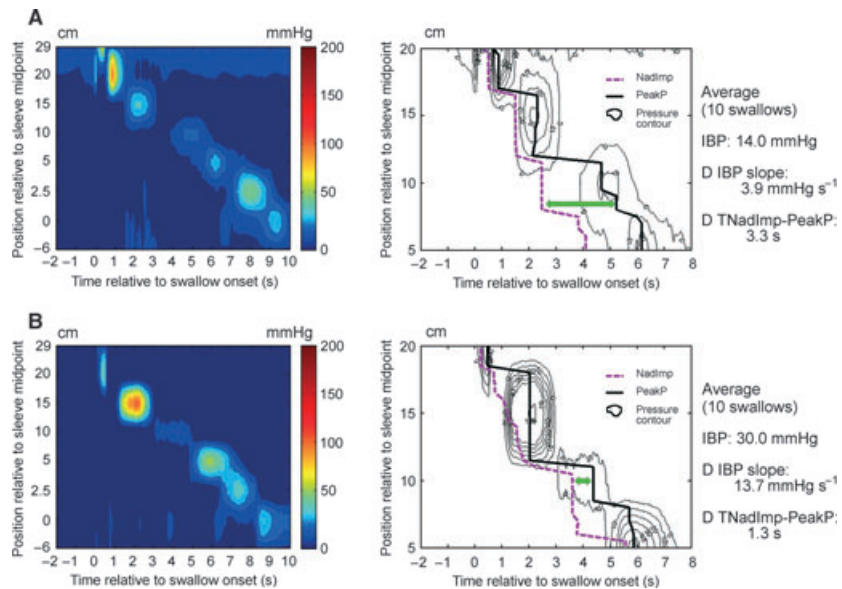 A
cm
mmHg
Position relative to sleeve midpoint
29
20
15
10
5
2.5
0
−6
200
150
100
50
0
−2 −1 0 1 2 3 4 5 6 7 8 9 10
Time relative to swallow onset (s)
cm
Position relative to sleeve midpoint
20
15
10
5
−2 −1 0 1 2 3 4 5 6 7 8
Time relative to swallow onset (s)
NadImp
PeakP
Pressure
contour
Average
(10 swallows)
IBP: 14.0 mmHg
D IBP slope:
3.9 mmHg s⁻¹
D TNadImp-PeakP:
3.3 s
B
cm
mmHg
Position relative to sleeve midpoint
29
20
15
10
5
2.5
0
−6
200
150
100
50
0
−2 −1 0 1 2 3 4 5 6 7 8 9 10
Time relative to swallow onset (s)
cm
Position relative to sleeve midpoint
20
15
10
5
−2 −1 0 1 2 3 4 5 6 7 8
Time relative to swallow onset (s)
NadImp
PeakP
Pressure
contour
Average
(10 swallows)
IBP: 30.0 mmHg
D IBP slope:
13.7 mmHg s⁻¹
D TNadImp-PeakP:
1.3 s